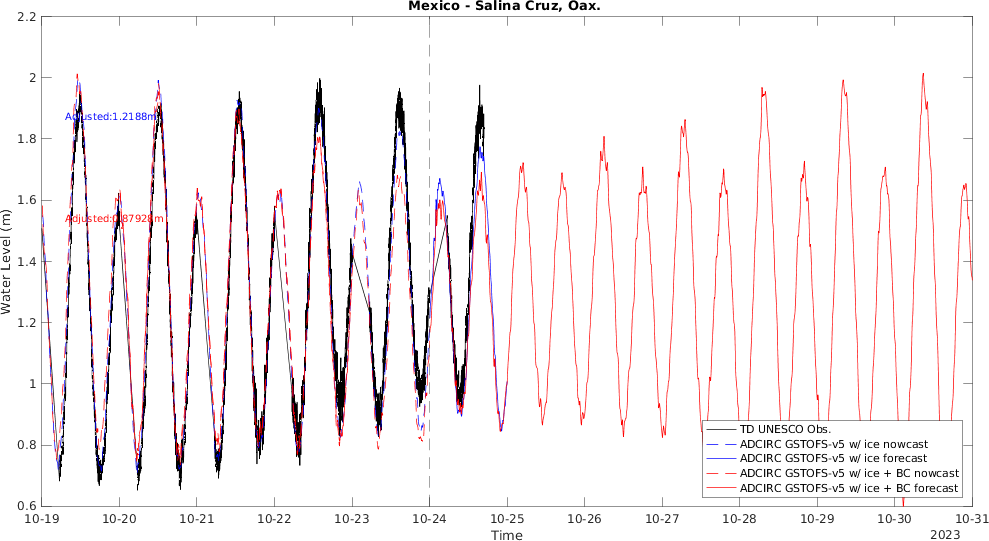 Mexico - Salina Cruz, Oax.
Water Level (m)
2.2
2
1.8
1.6
1.4
1.2
1
0.8
0.6
Adjusted:1.2188m
Adjusted:0.87928m
TD UNESCO Obs.
ADCIRC GSTOFS-v5 w/ ice nowcast
ADCIRC GSTOFS-v5 w/ ice forecast
ADCIRC GSTOFS-v5 w/ ice + BC nowcast
ADCIRC GSTOFS-v5 w/ ice + BC forecast
10-19 10-20 10-21 10-22 10-23 10-24 10-25 10-26 10-27 10-28 10-29 10-30 10-31
Time
2023